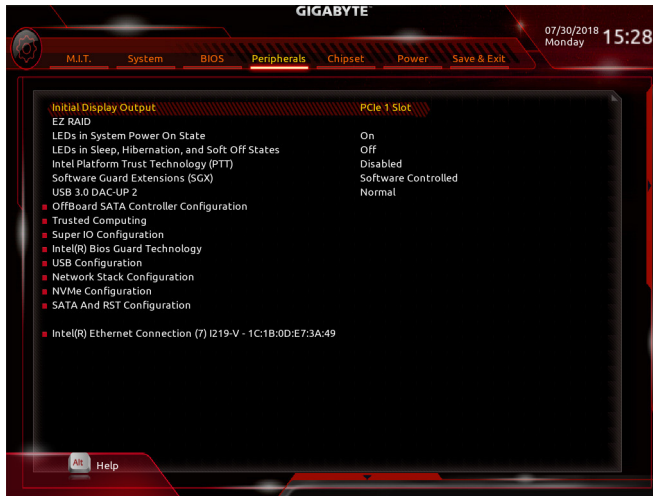 GIGABYTE
07/30/2018 15:28
Monday
M.I.T. System BIOS Peripherals Chipset Power Save & Exit
Initial Display Output PCIe 1 Slot
EZ RAID
LEDs in System Power On State On
LEDs in Sleep, Hibernation, and Soft Off States Off
Intel Platform Trust Technology (PTT) Disabled
Software Guard Extensions (SGX) Software Controlled
USB 3.0 DAC-UP 2 Normal
OffBoard SATA Controller Configuration
Trusted Computing
Super IO Configuration
Intel(R) Bios Guard Technology
USB Configuration
Network Stack Configuration
NVMe Configuration
SATA And RST Configuration
Intel(R) Ethernet Connection (7) I219-V - 1C:1B:0D:E7:3A:49
Alt Help